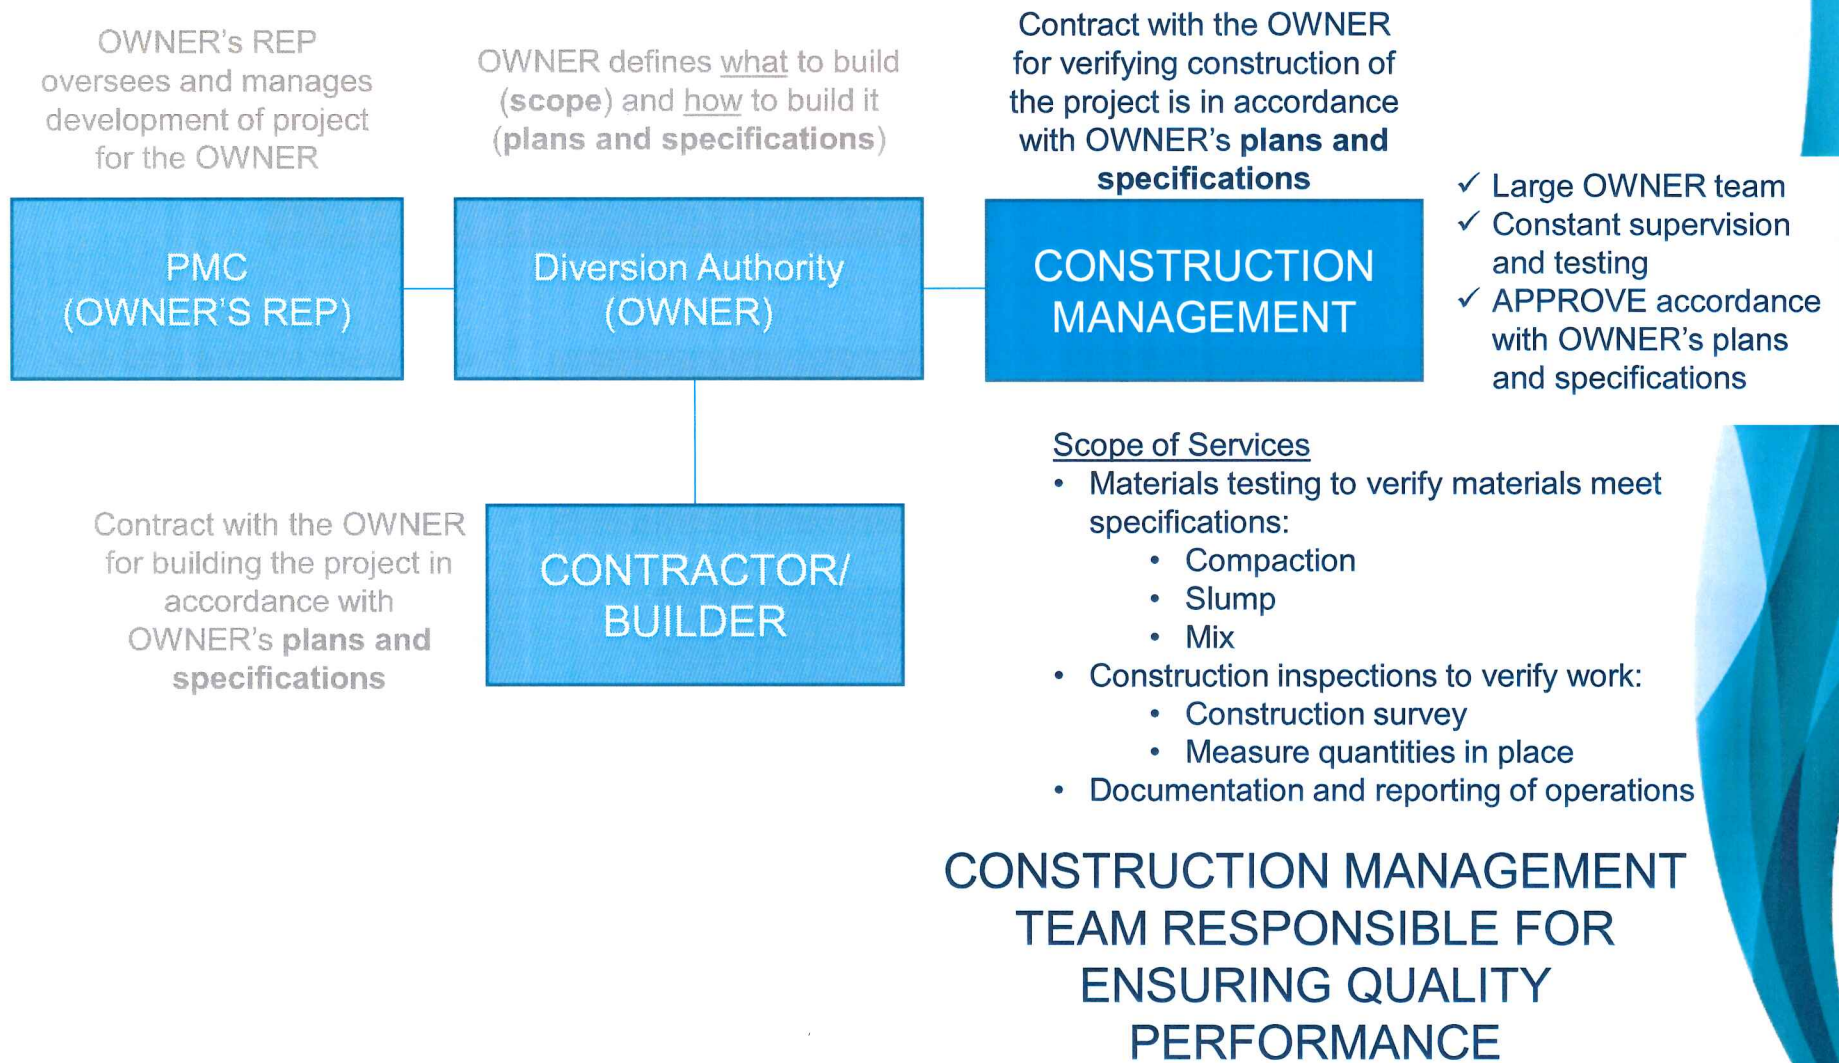 OWNER's REP
oversees and manages
development of project
for the OWNER
OWNER defines what to build
(scope) and how to build it
(plans and specifications)
Contract with the OWNER
for verifying construction of
the project is in accordance
with OWNER's plans and
specifications
PMC
(OWNER'S REP)
Diversion Authority
(OWNER)
CONSTRUCTION
MANAGEMENT
✓ Large OWNER team
✓ Constant supervision
and testing
✓ APPROVE accordance
with OWNER's plans
and specifications
Contract with the OWNER
for building the project in
accordance with
OWNER's plans and
specifications
CONTRACTOR/
BUILDER
Scope of Services
• Materials testing to verify materials meet
specifications:
• Compaction
• Slump
• Mix
• Construction inspections to verify work:
• Construction survey
• Measure quantities in place
• Documentation and reporting of operations
CONSTRUCTION MANAGEMENT
TEAM RESPONSIBLE FOR
ENSURING QUALITY
PERFORMANCE